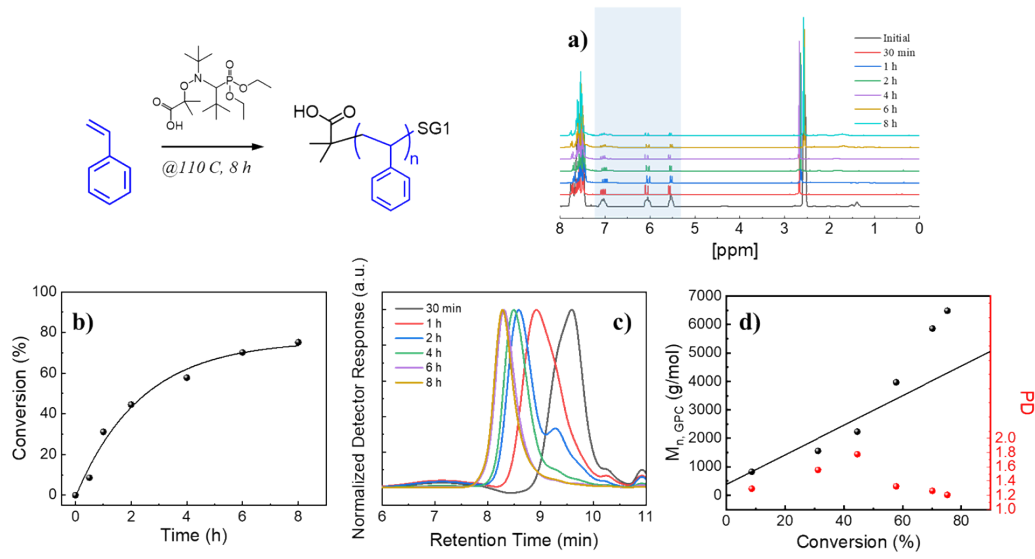 N
O
P
O
O
O
O
OH
HO
O
SG1
n
@110 C, 8 h
a)
Initial
30 min
1 h
2 h
4 h
6 h
8 h
8 7 6 5 4 3 2 1 0
[ppm]
b)
Conversion (%)
100
80
60
40
20
0
0 2 4 6 8
Time (h)
c)
Normalized Detector Response (a.u.)
30 min
1 h
2 h
4 h
6 h
8 h
6 7 8 9 10 11
Retention Time (min)
d)
Mn, GPC (g/mol)
7000
6000
5000
4000
3000
2000
1000
0
0 20 40 60 80
Conversion (%)
PD
2.0
1.8
1.6
1.4
1.2
1.0